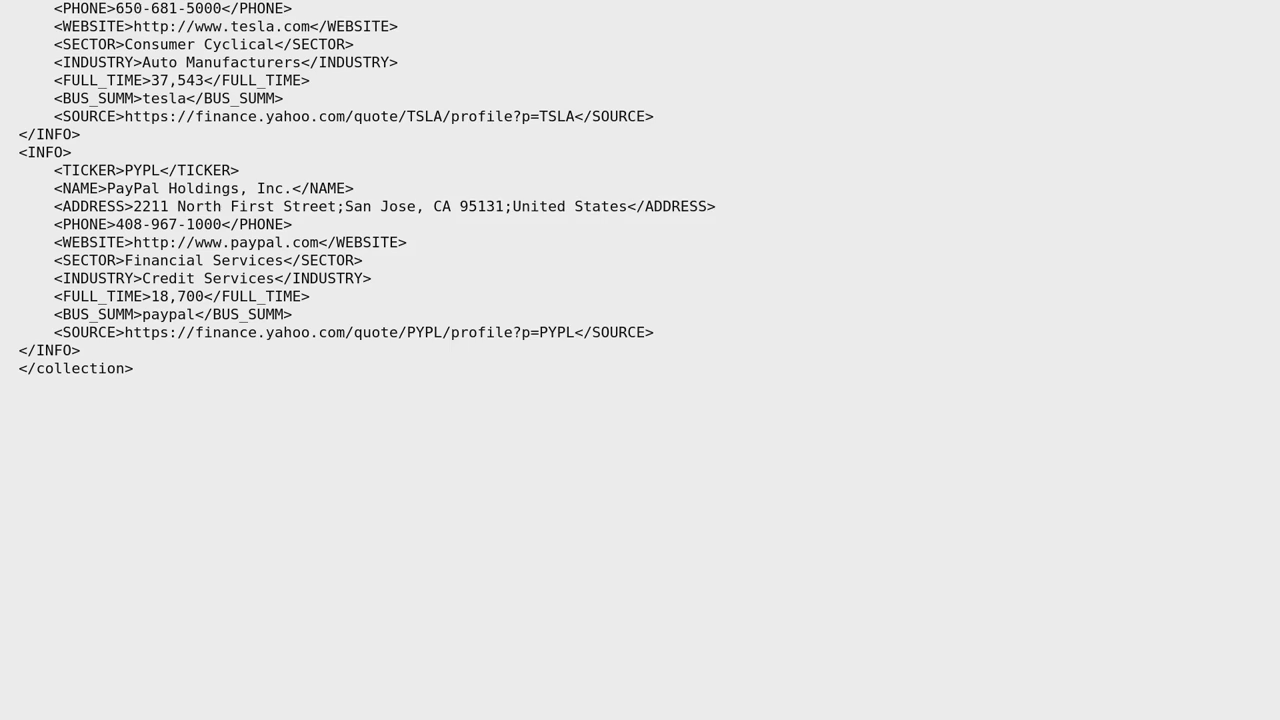 <PHONE>650-681-5000</PHONE>
<WEBSITE>http://www.tesla.com</WEBSITE>
<SECTOR>Consumer Cyclical</SECTOR>
<INDUSTRY>Auto Manufacturers</INDUSTRY>
<FULL_TIME>37,543</FULL_TIME>
<BUS_SUMM>tesla</BUS_SUMM>
<SOURCE>https://finance.yahoo.com/quote/TSLA/profile?p=TSLA</SOURCE>
</INFO>
<INFO>
<TICKER>PYPL</TICKER>
<NAME>PayPal Holdings, Inc.</NAME>
<ADDRESS>2211 North First Street;San Jose, CA 95131;United States</ADDRESS>
<PHONE>408-967-1000</PHONE>
<WEBSITE>http://www.paypal.com</WEBSITE>
<SECTOR>Financial Services</SECTOR>
<INDUSTRY>Credit Services</INDUSTRY>
<FULL_TIME>18,700</FULL_TIME>
<BUS_SUMM>paypal</BUS_SUMM>
<SOURCE>https://finance.yahoo.com/quote/PYPL/profile?p=PYPL</SOURCE>
</INFO>
</collection>